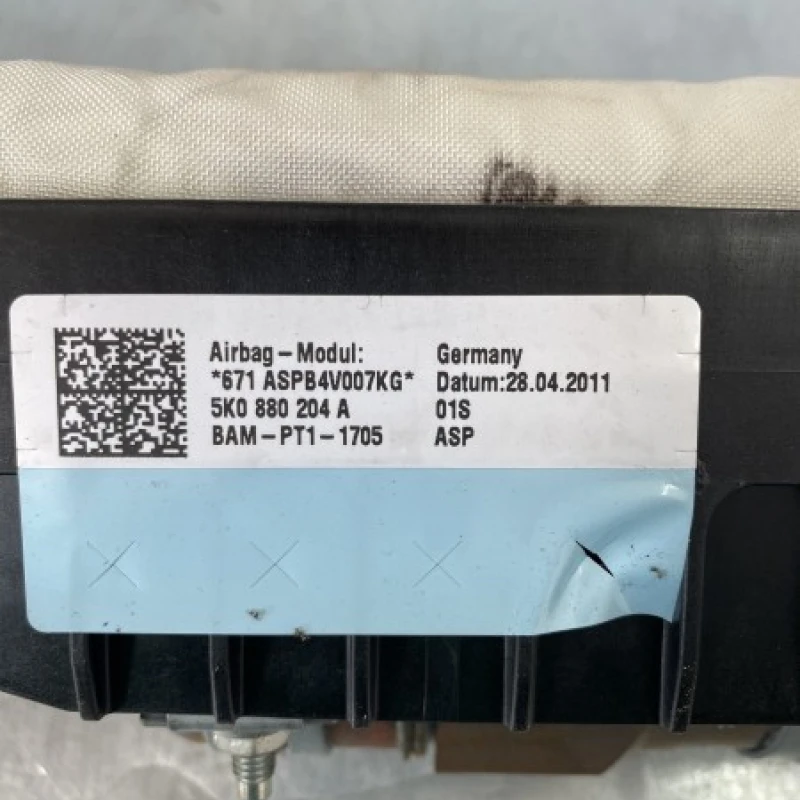 Airbag-Modul: Germany
*671 ASPB4V007KG* Datum:28.04.2011
5K0 880 204 A 01S
BAM-PT1-1705 ASP